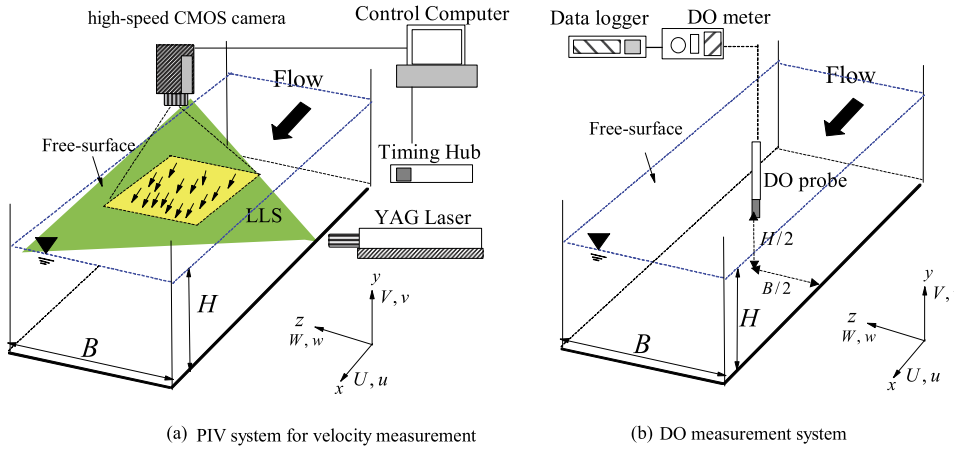 high-speed CMOS camera
Control Computer
Flow
Free-surface
Timing Hub
LLS
YAG Laser
H
B
y
V, v
z
W, w
x
U, u
(a) PIV system for velocity measurement
Data logger
DO meter
Flow
Free-surface
DO probe
H/2
B/2
H
B
y
V,
z
W, w
x
U, u
(b) DO measurement system